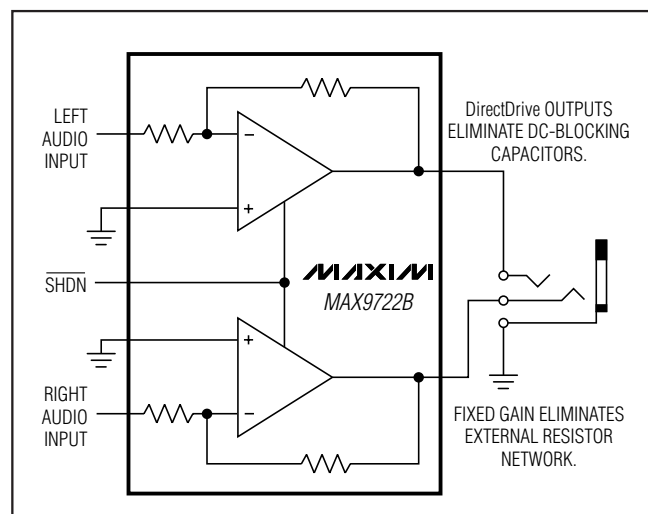 LEFT
AUDIO
INPUT
DirectDrive OUTPUTS
ELIMINATE DC-BLOCKING
CAPACITORS.
−
+
SHDN
MAXIM
MAX9722B
+
−
RIGHT
AUDIO
INPUT
FIXED GAIN ELIMINATES
EXTERNAL RESISTOR
NETWORK.